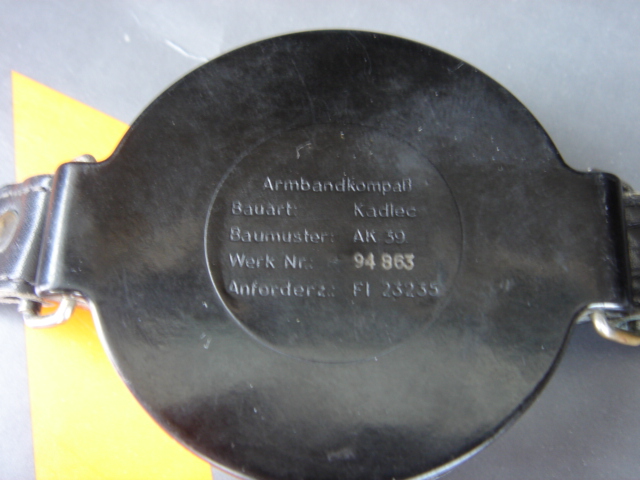 Armbandkompaß
Bauart: Kadlec
Baumuster: AK 39
Werk Nr.: 94 863
Anforderz.: Fl 23235